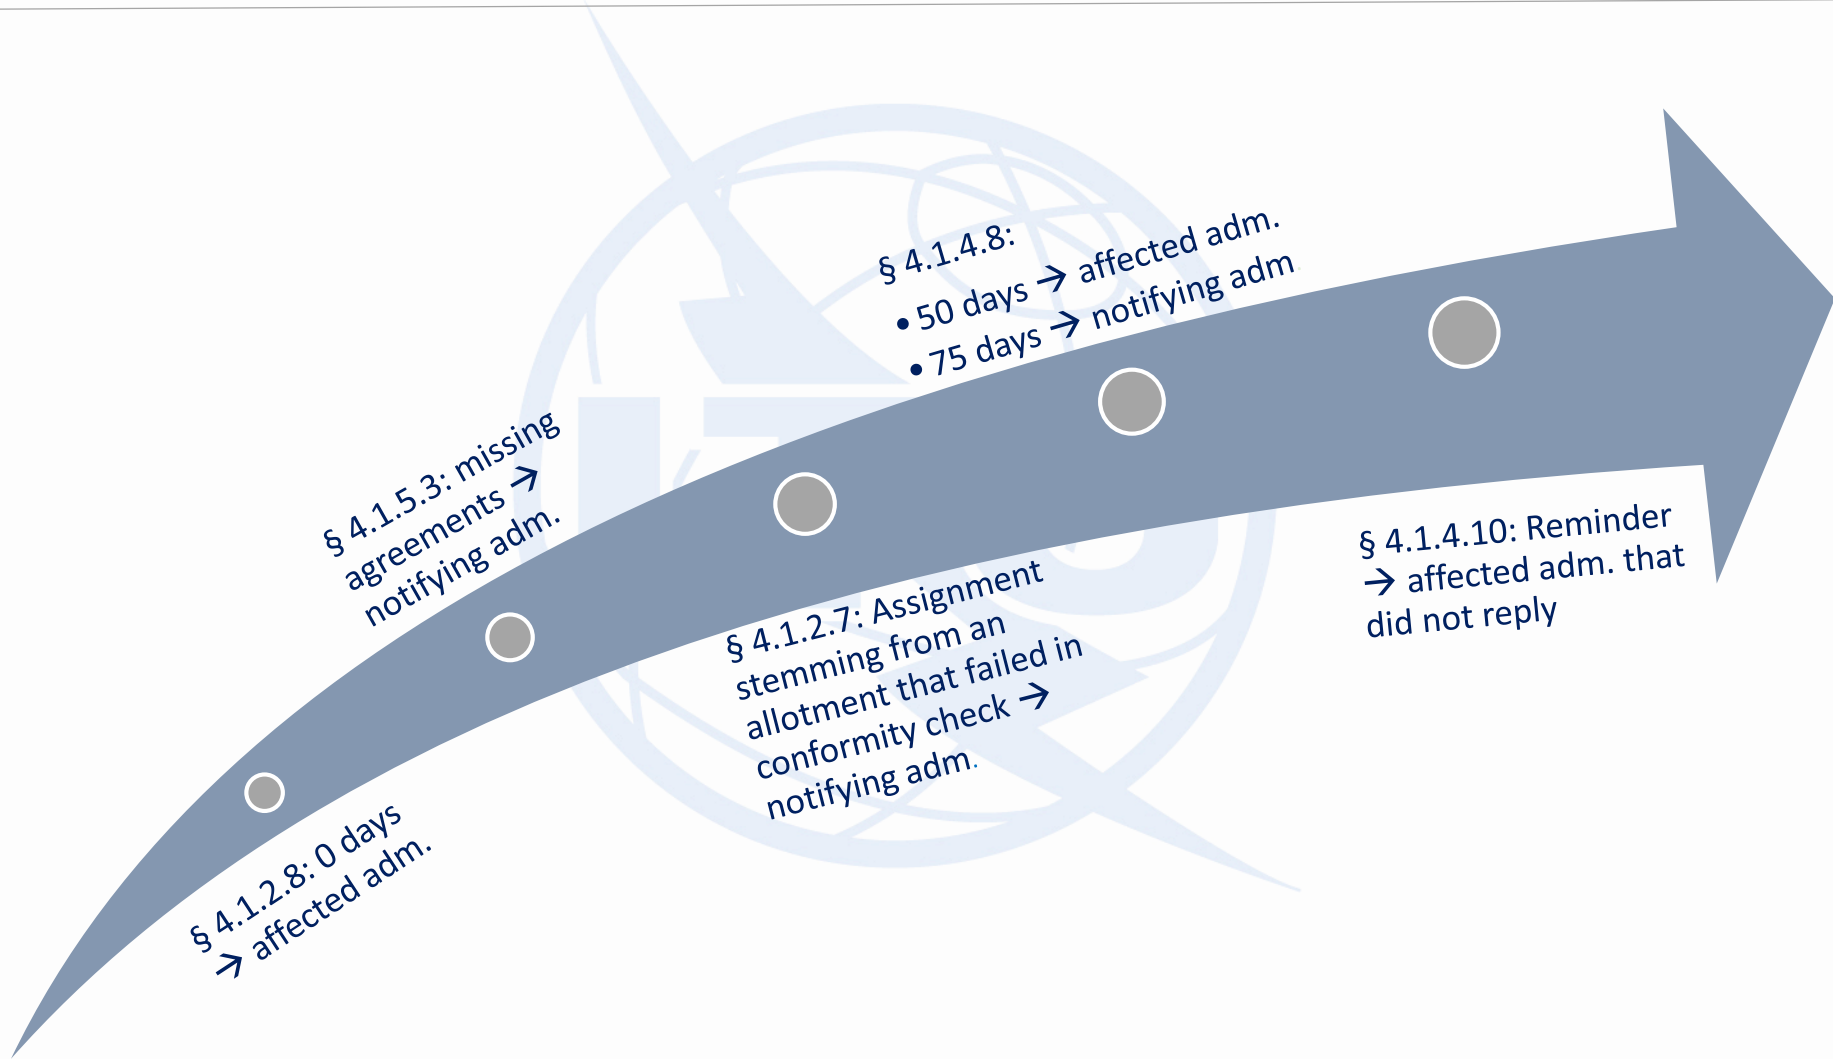 § 4.1.2.8: 0 days
→ affected adm.
§ 4.1.5.3: missing
agreements →
notifying adm.
§ 4.1.2.7: Assignment
stemming from an
allotment that failed in
conformity check →
notifying adm.
§ 4.1.4.8:
• 50 days → affected adm.
• 75 days → notifying adm
§ 4.1.4.10: Reminder
→ affected adm. that
did not reply